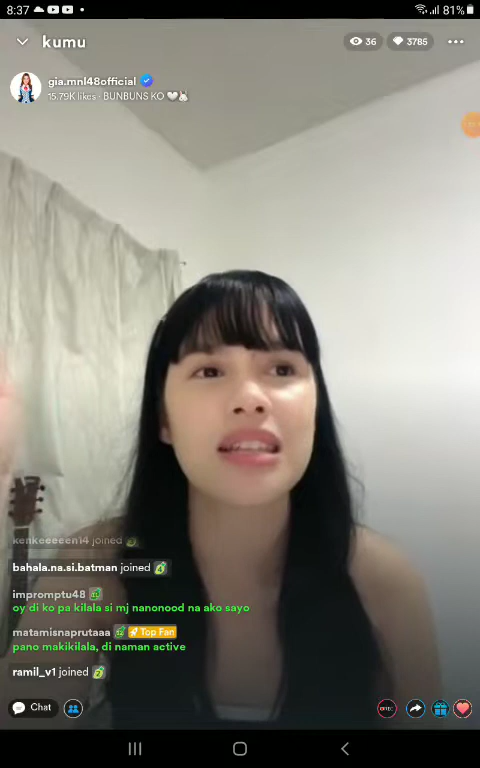 8:37
81%
kumu
36
3785
gia.mnl48official
15.79K likes · BUNBUNS KO
kenkeeeeen14 joined
bahala.na.si.batman joined
impromptu48
oy di ko pa kilala si mj nanonood na ako sayo
matamisnaprutaaa Top Fan
pano makikilala, di naman active
ramil_v1 joined
Chat